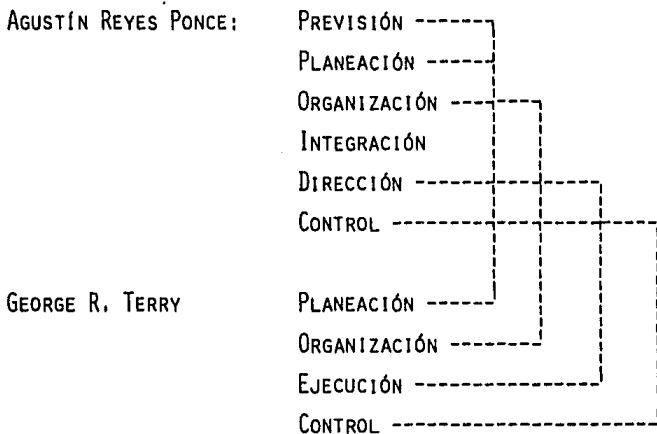 AGUSTÍN REYES PONCE: PREVISIÓN
PLANEACIÓN
ORGANIZACIÓN
INTEGRACIÓN
DIRECCIÓN
CONTROL
GEORGE R. TERRY PLANEACIÓN
ORGANIZACIÓN
EJECUCIÓN
CONTROL